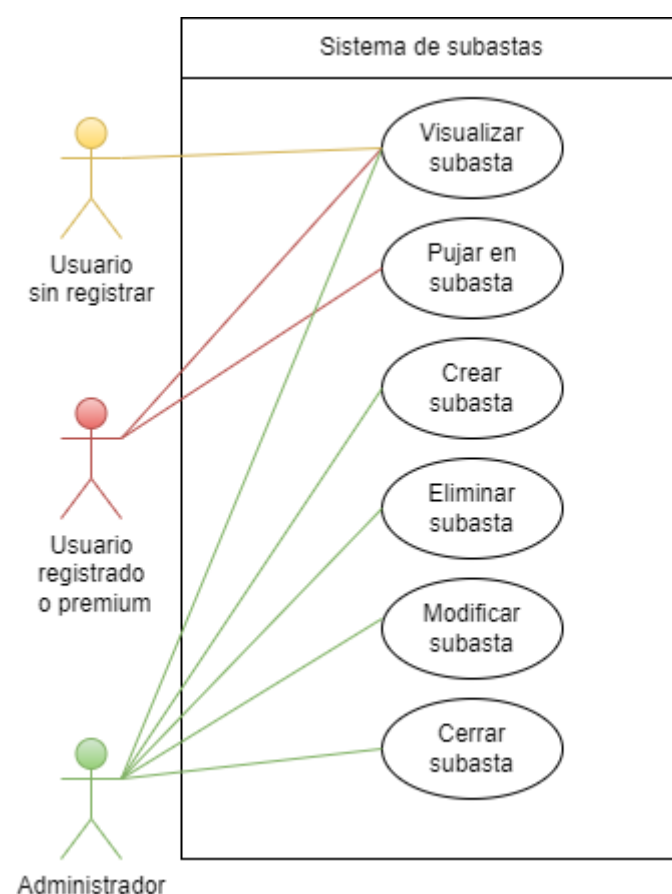 Sistema de subastas
Visualizar
subasta
Usuario
sin registrar
Pujar en
subasta
Crear
subasta
Eliminar
subasta
Usuario
registrado
o premium
Modificar
subasta
Cerrar
subasta
Administrador